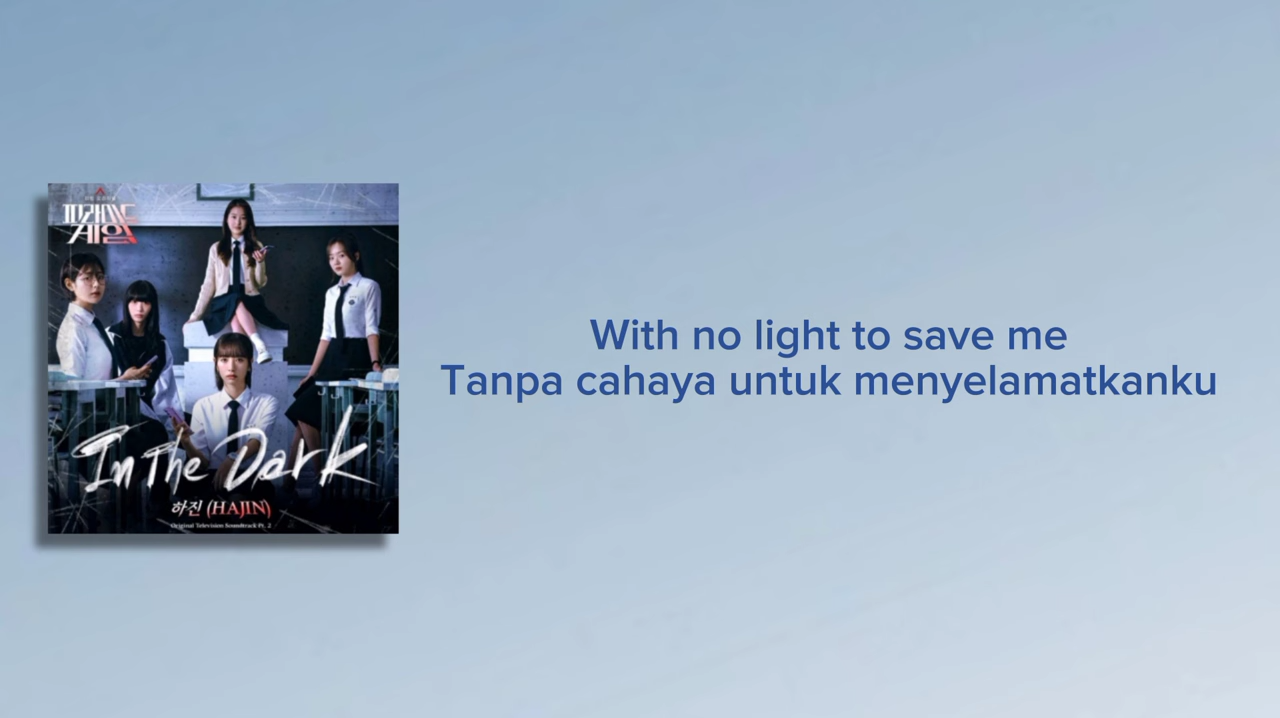 피라미드
게임
In The Dark
하진 (HAJIN)
Original Television Soundtrack Pt. 2
With no light to save me
Tanpa cahaya untuk menyelamatkanku